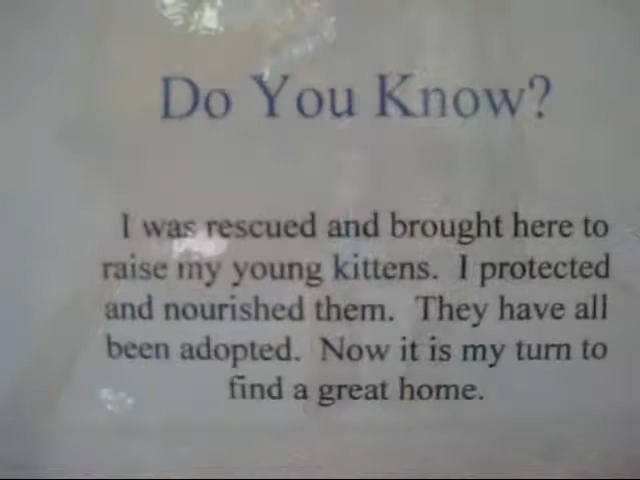 Do You Know?
I was rescued and brought here to
raise my young kittens. I protected
and nourished them. They have all
been adopted. Now it is my turn to
find a great home.